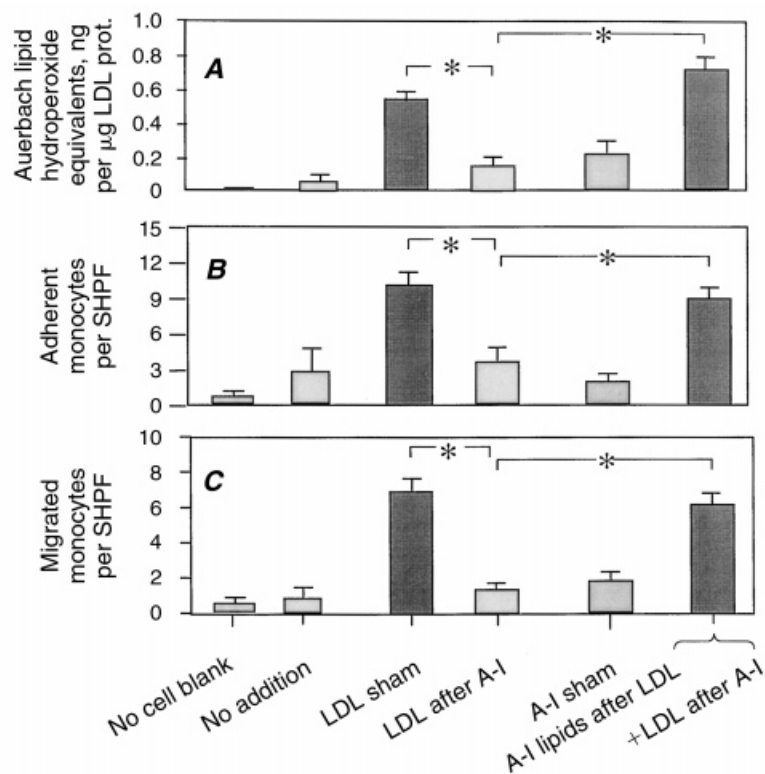 Auerbach lipid
hydroperoxide
equivalents, ng
per μg LDL prot.
1.0
0.8
0.6
0.4
0.2
0
A
*
*
Adherent
monocytes
per SHPF
15
12
9
6
3
0
B
*
*
Migrated
monocytes
per SHPF
10
8
6
4
2
0
C
*
*
No cell blank
No addition
LDL sham
LDL after A-I
A-I sham
A-I lipids after LDL
+LDL after A-I